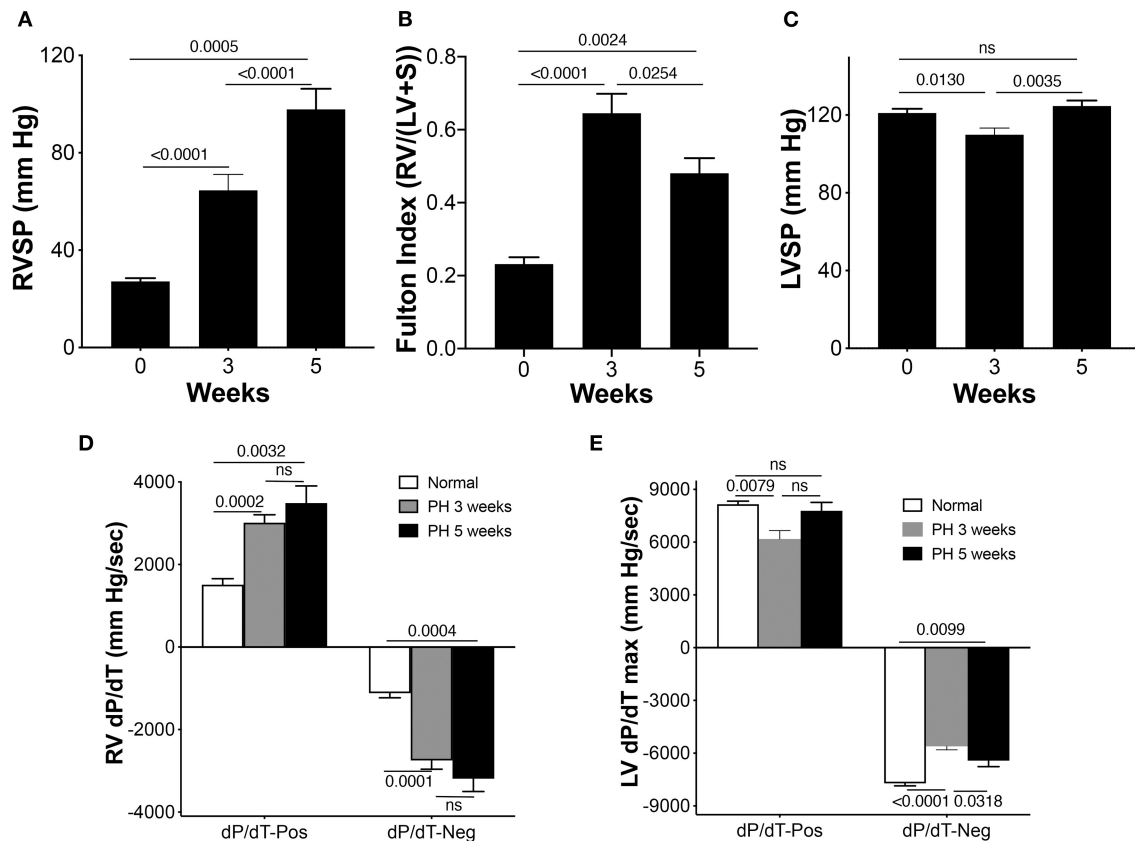 A
RVSP (mm Hg)
120
80
40
0
0.0005
<0.0001
<0.0001
0 3 5
Weeks
B
Fulton Index (RV/(LV+S))
0.8
0.6
0.4
0.2
0.0
0.0024
<0.0001 0.0254
0 3 5
Weeks
C
LVSP (mm Hg)
120
80
40
0
ns
0.0130 0.0035
0 3 5
Weeks
D
RV dP/dT (mm Hg/sec)
4000
2000
0
-2000
-4000
0.0032
ns
0.0002
Normal
PH 3 weeks
PH 5 weeks
0.0004
0.0001
ns
dP/dT-Pos dP/dT-Neg
E
LV dP/dT max (mm Hg/sec)
9000
6000
3000
0
-3000
-6000
-9000
ns
0.0079 ns
Normal
PH 3 weeks
PH 5 weeks
0.0099
<0.0001 0.0318
dP/dT-Pos dP/dT-Neg